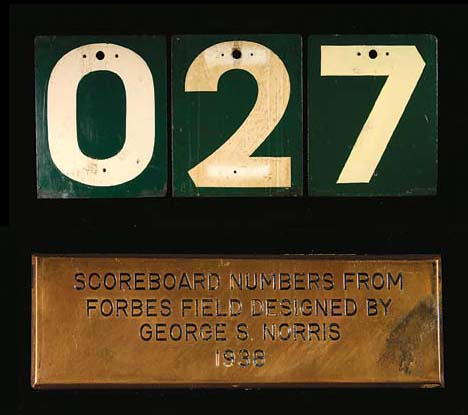 027
SCOREBOARD NUMBERS FROM
FORBES FIELD DESIGNED BY
GEORGE S. NORRIS
1938